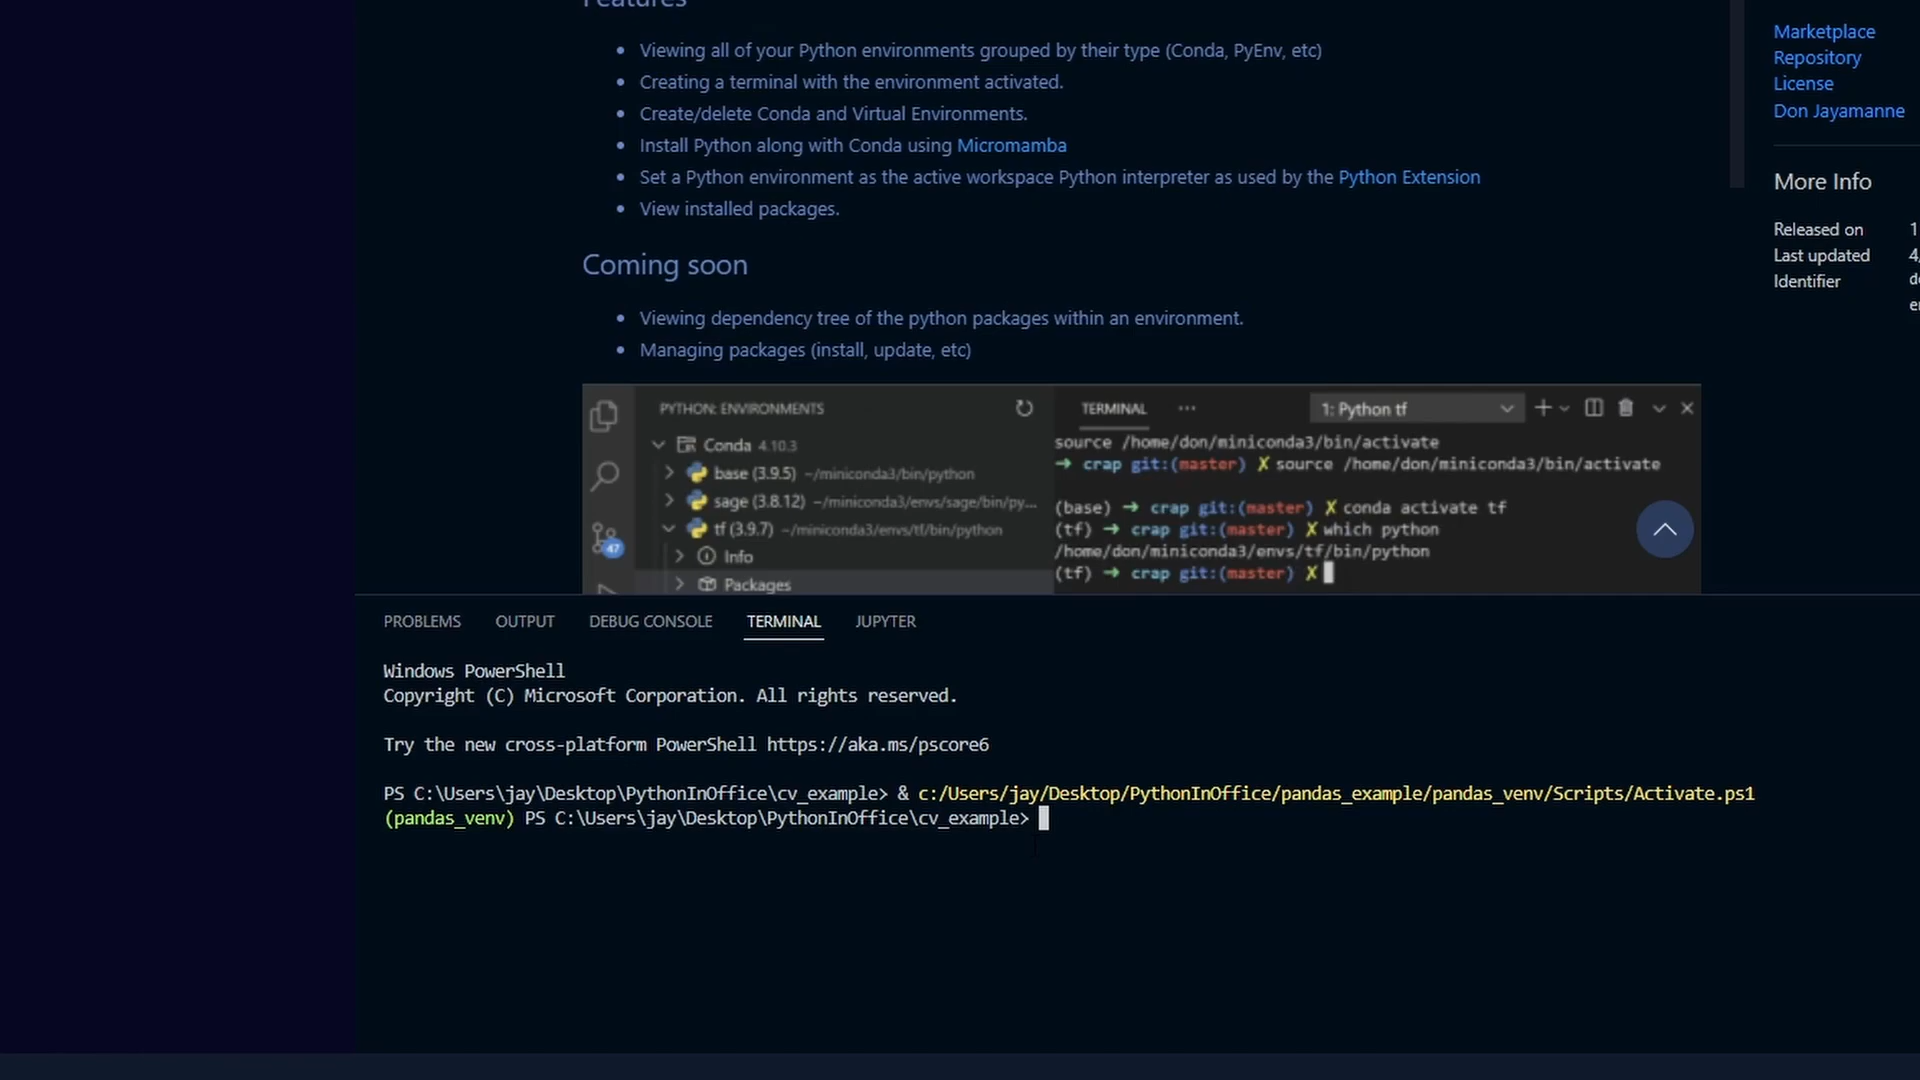 Features
Viewing all of your Python environments grouped by their type (Conda, PyEnv, etc)
Creating a terminal with the environment activated.
Create/delete Conda and Virtual Environments.
Install Python along with Conda using Micromamba
Set a Python environment as the active workspace Python interpreter as used by the Python Extension
View installed packages.
Coming soon
Viewing dependency tree of the python packages within an environment.
Managing packages (install, update, etc)
Marketplace
Repository
License
Don Jayamanne
More Info
Released on 1
Last updated 4,
Identifier
PYTHON: ENVIRONMENTS
Conda 4.10.3
base (3.9.5) ~/miniconda3/bin/python
sage (3.8.12) ~/miniconda3/envs/sage/bin/py...
tf (3.9.7) ~/miniconda3/envs/tf/bin/python
Info
Packages
47
TERMINAL ... 1: Python tf
source /home/don/miniconda3/bin/activate
➜ crap git:(master) ✗ source /home/don/miniconda3/bin/activate
(base) ➜ crap git:(master) ✗ conda activate tf
(tf) ➜ crap git:(master) ✗ which python
/home/don/miniconda3/envs/tf/bin/python
(tf) ➜ crap git:(master) ✗
PROBLEMS OUTPUT DEBUG CONSOLE TERMINAL JUPYTER
Windows PowerShell
Copyright (C) Microsoft Corporation. All rights reserved.
Try the new cross-platform PowerShell https://aka.ms/pscore6
PS C:\Users\jay\Desktop\PythonInOffice\cv_example> & c:/Users/jay/Desktop/PythonInOffice/pandas_example/pandas_venv/Scripts/Activate.ps1
(pandas_venv) PS C:\Users\jay\Desktop\PythonInOffice\cv_example>